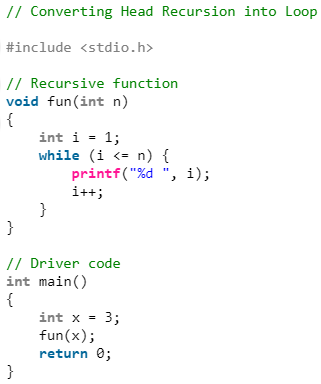 // Converting Head Recursion into Loop

#include <stdio.h>

// Recursive function
void fun(int n)
{
    int i = 1;
    while (i <= n) {
        printf("%d ", i);
        i++;
    }
}

// Driver code
int main()
{
    int x = 3;
    fun(x);
    return 0;
}